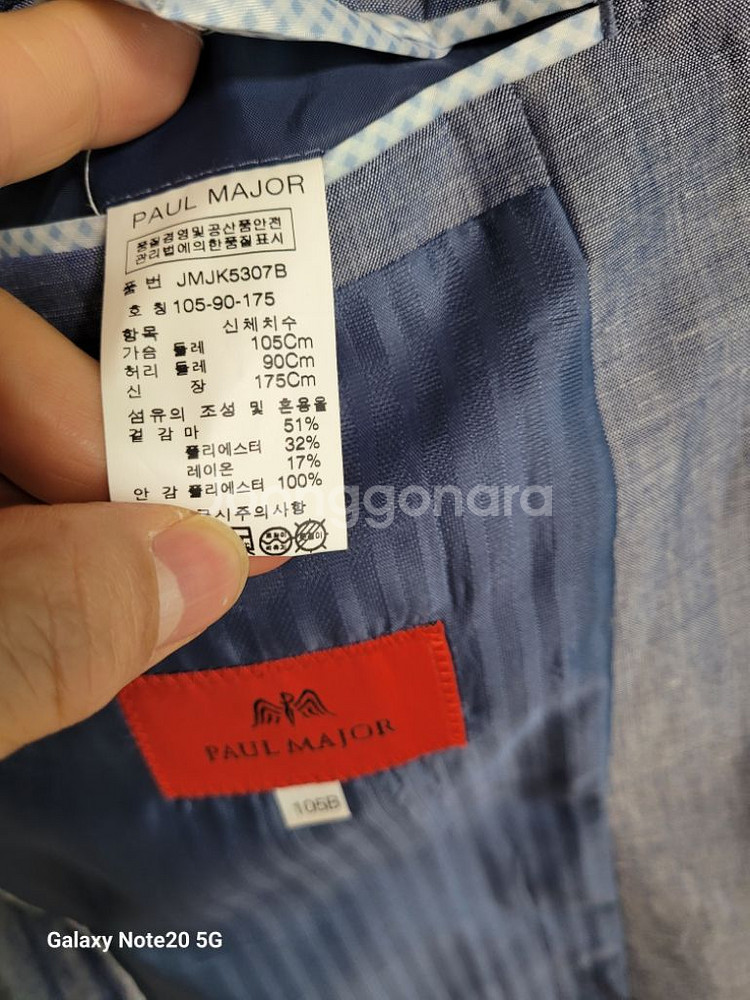 PAUL MAJOR
품질경영및공산품안전
관리법에의한품질표시
품 번 JMJK5307B
호 칭 105-90-175
항목 신체치수
가슴 둘레 105Cm
허리 둘레 90Cm
신 장 175Cm
섬유의 조성 및 혼용율
겉 감 마 51%
폴리에스터 32%
레이온 17%
안 감 폴리에스터 100%
주의사항
PAUL MAJOR
105B
Galaxy Note20 5G